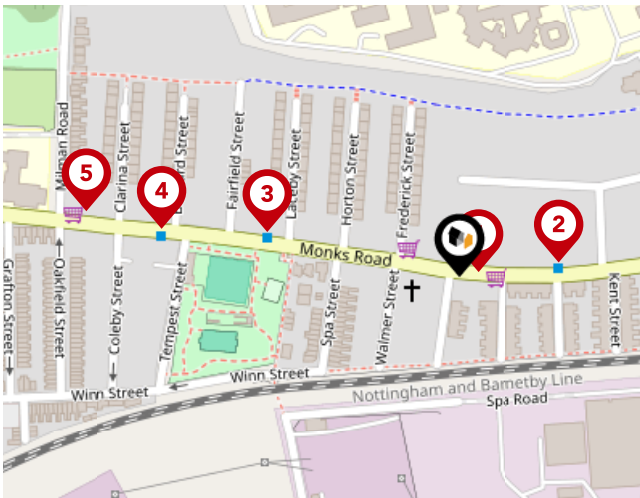 5
4
3
2
Milman Road
Clarina Street
Fairfield Street
Laceby Street
Horton Street
Frederick Street
Monks Road
Grafton Street
Oakfield Street
Coleby Street
Tempest Street
Spa Street
Walmer Street
Kent Street
Winn Street
Winn Street
Nottingham and Barnetby Line
Spa Road